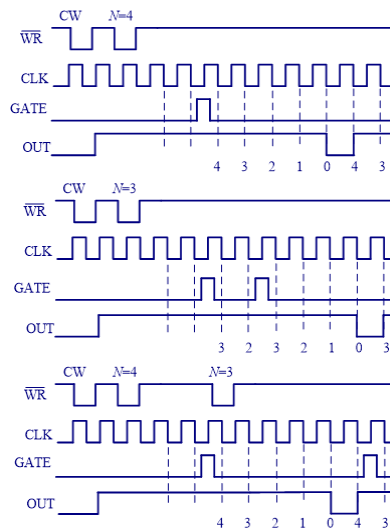 CW N=4
WR
CLK
GATE
OUT
4 3 2 1 0 4 3
CW N=3
WR
CLK
GATE
OUT
3 2 3 2 1 0 3
CW N=4 N=3
WR
CLK
GATE
OUT
4 3 2 1 0 4 3